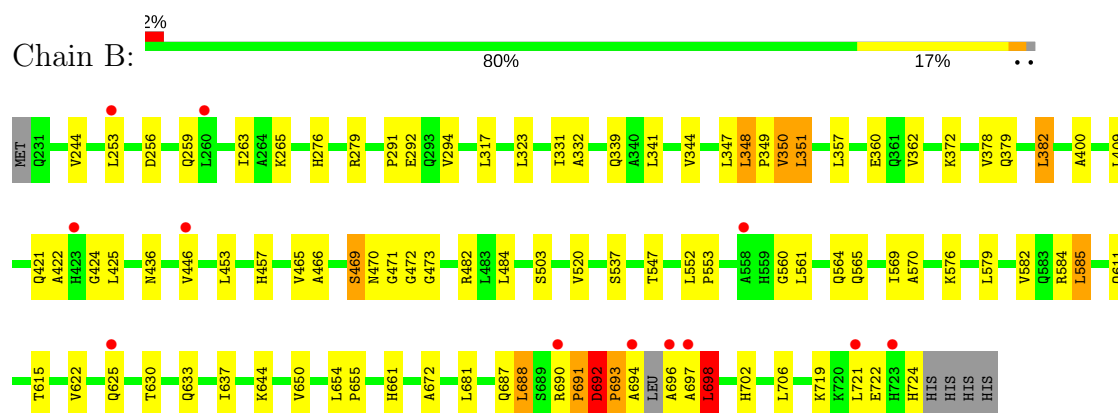 2%
Chain B:
80% 17% • •
MET Q231 V244 L253 D256 Q259 L260 I263 A264 K265 H276 R279 P291 E292 Q293 V294 L317 L323 I331 A332 Q339 A340 L341 V344 L347 L348 P349 V350 L351 L357 E360 Q361 V362 K372 V378 Q379 L382 A400 L409
Q421 A422 H423 G424 L425 N436 V446 L453 H457 V465 A466 S469 N470 G471 G472 G473 R482 L483 L484 S503 V520 S537 T547 L552 P553 A558 H559 G560 L561 Q564 Q565 I569 A570 K576 L579 V582 Q583 R584 L585
T615 V622 Q625 T630 Q633 I637 K644 V650 L654 P655 H661 A672 L681 Q687 L688 S689 R690 P691 D692 P693 A694 LEU A696 A697 L698 H702 L706 K719 K720 L721 E722 H723 H724 HIS HIS HIS HIS